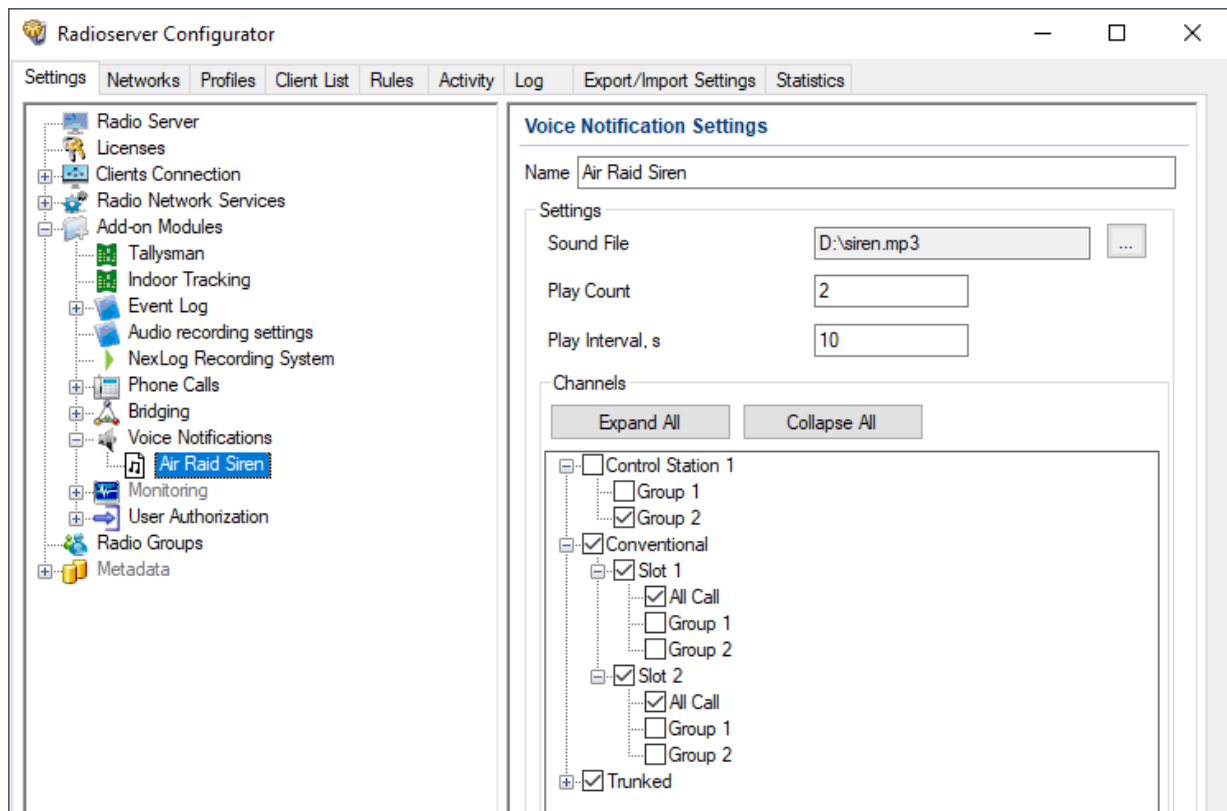 Radioserver Configurator
Settings Networks Profiles Client List Rules Activity Log Export/Import Settings Statistics
Radio Server
Licenses
Clients Connection
Radio Network Services
Add-on Modules
Tallysman
Indoor Tracking
Event Log
Audio recording settings
NexLog Recording System
Phone Calls
Bridging
Voice Notifications
Air Raid Siren
Monitoring
User Authorization
Radio Groups
Metadata
Voice Notification Settings
Name Air Raid Siren
Settings
Sound File D:\siren.mp3 ...
Play Count 2
Play Interval, s 10
Channels
Expand All Collapse All
Control Station 1
Group 1
Group 2
Conventional
Slot 1
All Call
Group 1
Group 2
Slot 2
All Call
Group 1
Group 2
Trunked